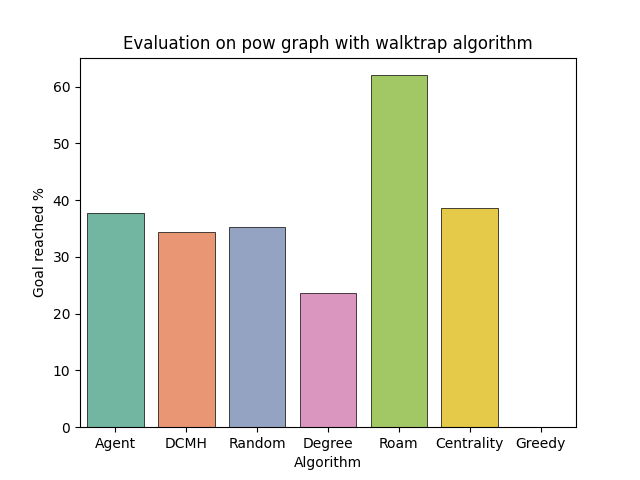 Evaluation on pow graph with walktrap algorithm
60
50
40
30
20
10
0
Goal reached %
Agent DCMH Random Degree Roam Centrality Greedy
Algorithm